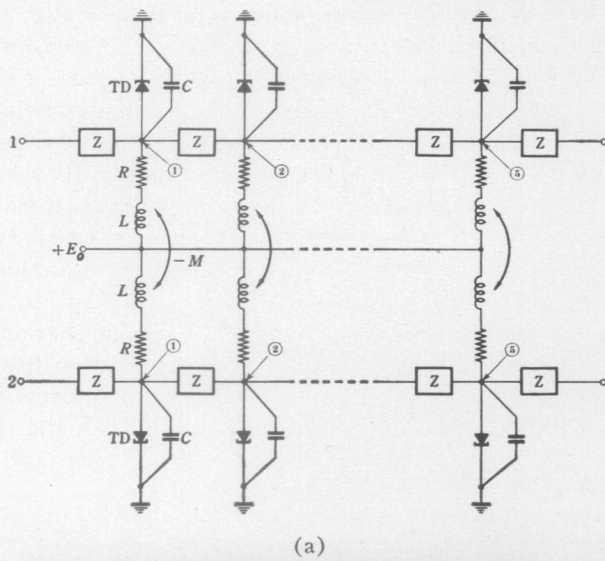 TD C
1 Z ① Z ② Z ⑤ Z
R
L
+E₀ −M
L
R ① ② ⑤
2 Z Z Z Z
TD C
(a)